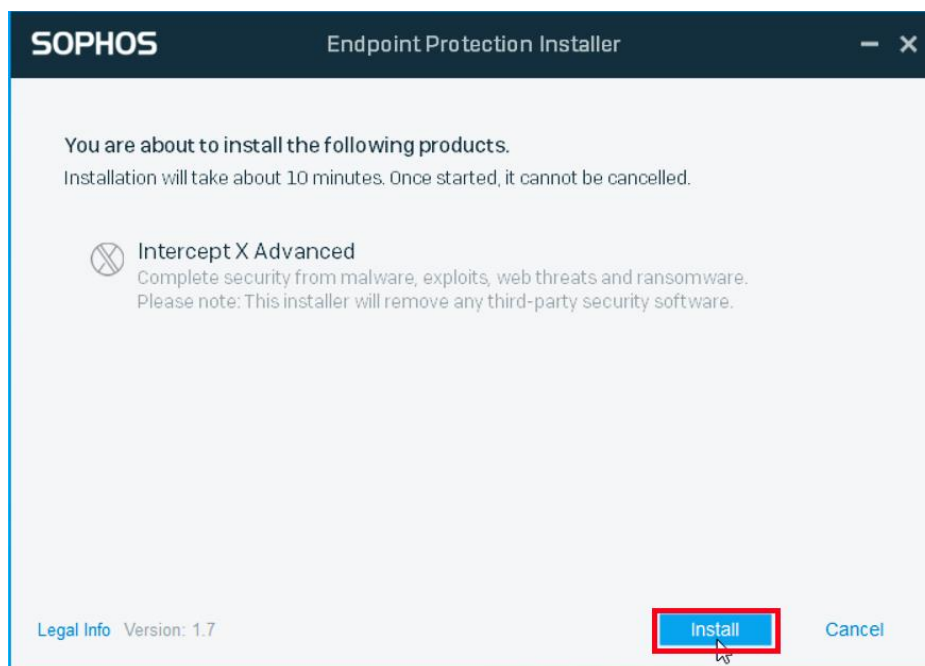 SOPHOS Endpoint Protection Installer
You are about to install the following products.
Installation will take about 10 minutes. Once started, it cannot be cancelled.
Intercept X Advanced
Complete security from malware, exploits, web threats and ransomware.
Please note: This installer will remove any third-party security software.
Legal Info Version: 1.7 Install Cancel